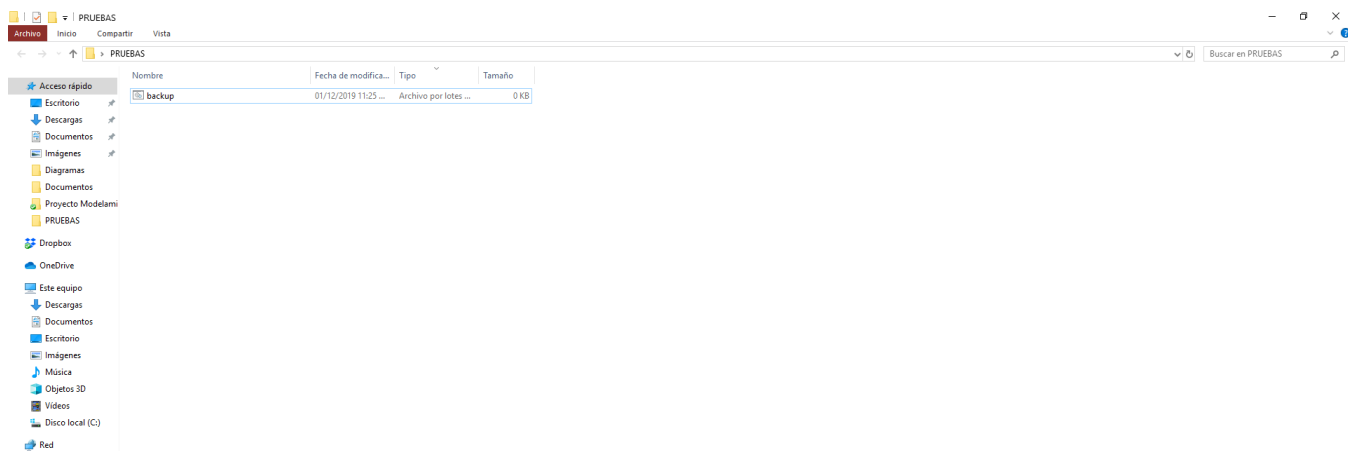 PRUEBAS
Archivo Inicio Compartir Vista
PRUEBAS Buscar en PRUEBAS
Nombre Fecha de modifica... Tipo Tamaño
backup 01/12/2019 11:25 ... Archivo por lotes ... 0 KB
Acceso rápido
Escritorio
Descargas
Documentos
Imágenes
Diagramas
Documentos
Proyecto Modelami
PRUEBAS
Dropbox
OneDrive
Este equipo
Descargas
Documentos
Escritorio
Imágenes
Música
Objetos 3D
Vídeos
Disco local (C:)
Red